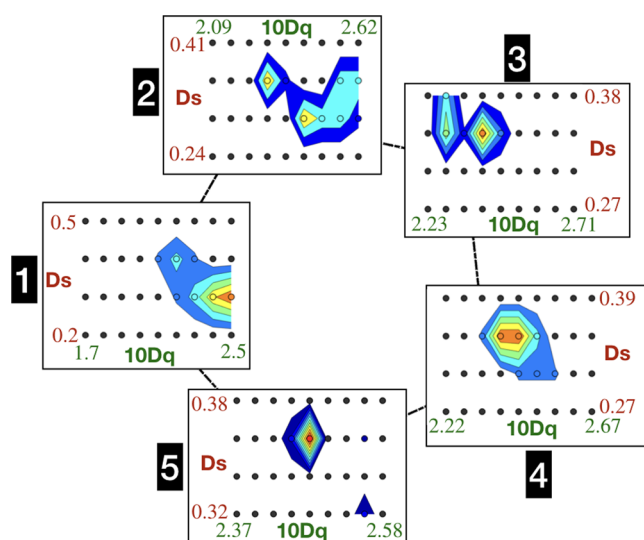 2.09 10Dq 2.62
0.41
2
Ds
0.24
3
0.38
Ds
0.27
2.23 10Dq 2.71
0.5
1
Ds
0.2
1.7 10Dq 2.5
0.39
Ds
0.27
2.22 10Dq 2.67
4
0.38
5
Ds
0.32
2.37 10Dq 2.58